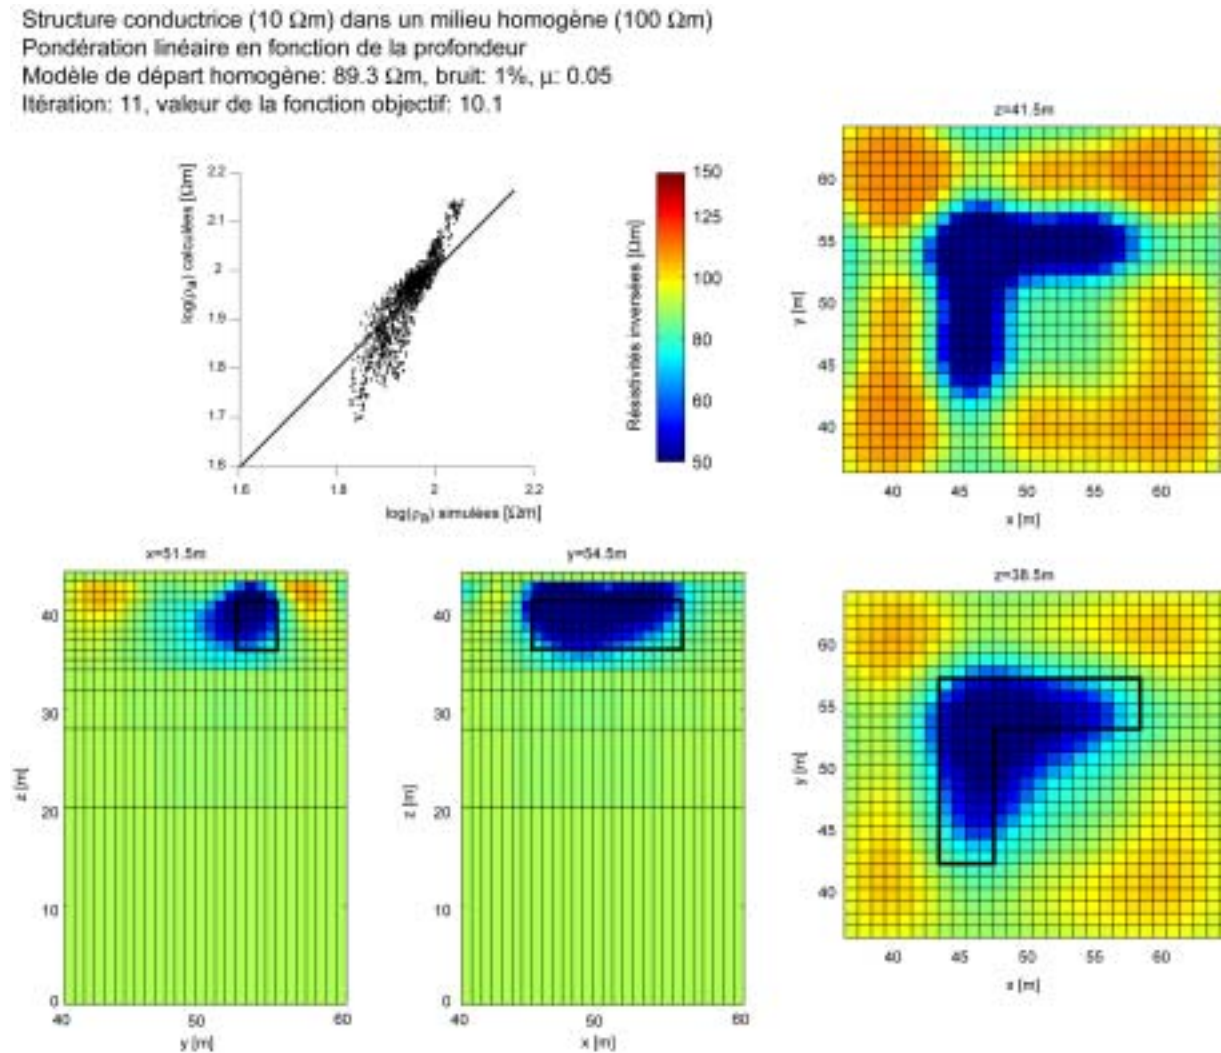 Structure conductrice (10 Ωm) dans un milieu homogène (100 Ωm)
Pondération linéaire en fonction de la profondeur
Modèle de départ homogène: 89.3 Ωm, bruit: 1%, µ: 0.05
Itération: 11, valeur de la fonction objectif: 10.1
log(ρa) calculées [Ωm]
2.2
2.1
2
1.9
1.8
1.7
1.6
1.6
1.8
2
2.2
log(ρa) simulées [Ωm]
Résistivités inversées [Ωm]
150
125
100
80
60
50
z=41.5m
y [m]
60
55
50
45
40
40
45
50
55
60
x [m]
x=51.5m
z [m]
40
30
20
10
0
40
50
60
y [m]
y=54.5m
z [m]
40
30
20
10
0
40
50
60
x [m]
z=38.5m
y [m]
60
55
50
45
40
40
45
50
55
60
x [m]